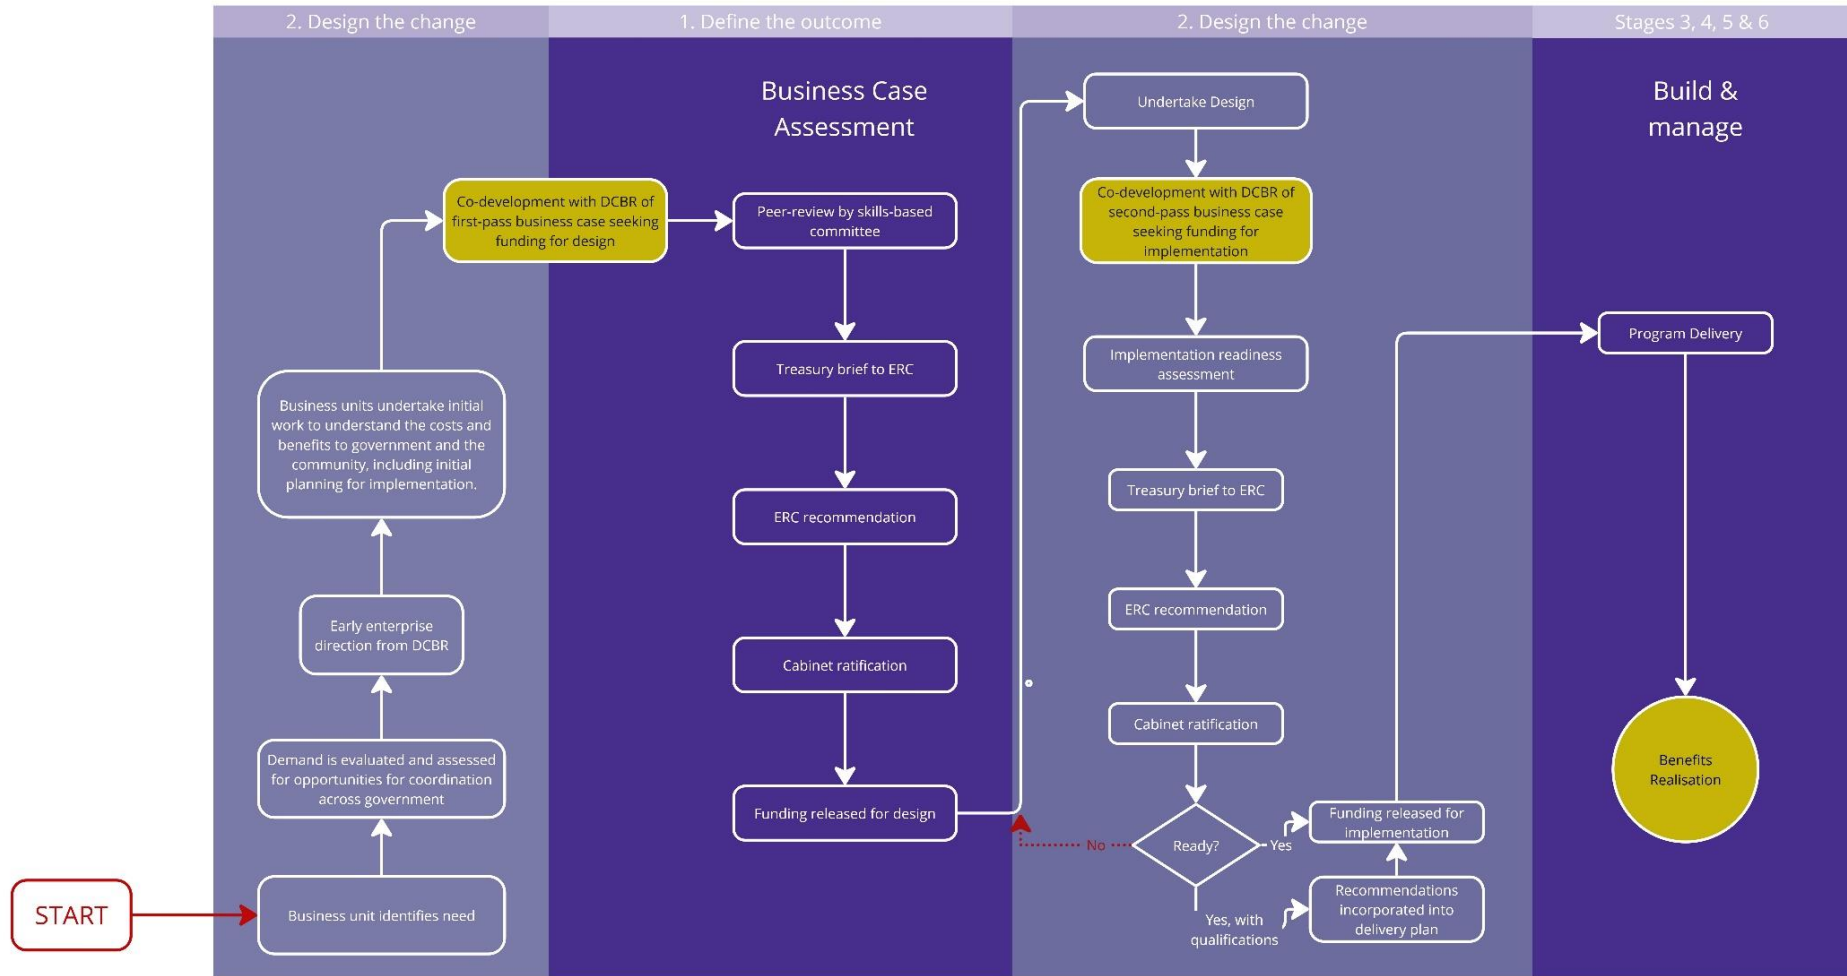 2. Design the change
1. Define the outcome
2. Design the change
Stages 3, 4, 5 & 6
START
Business unit identifies need
Demand is evaluated and assessed
for opportunities for coordination
across government
Early enterprise
direction from DCBR
Business units undertake initial
work to understand the costs and
benefits to government and the
community, including initial
planning for implementation.
Co-development with DCBR of
first-pass business case seeking
funding for design
Business Case
Assessment
Peer-review by skills-based
committee
Treasury brief to ERC
ERC recommendation
Cabinet ratification
Funding released for design
Undertake Design
Co-development with DCBR of
second-pass business case
seeking funding for
implementation
Implementation readiness
assessment
Treasury brief to ERC
ERC recommendation
Cabinet ratification
Ready?
No
Yes
Yes, with
qualifications
Funding released for
implementation
Recommendations
incorporated into
delivery plan
Build &
manage
Program Delivery
Benefits
Realisation